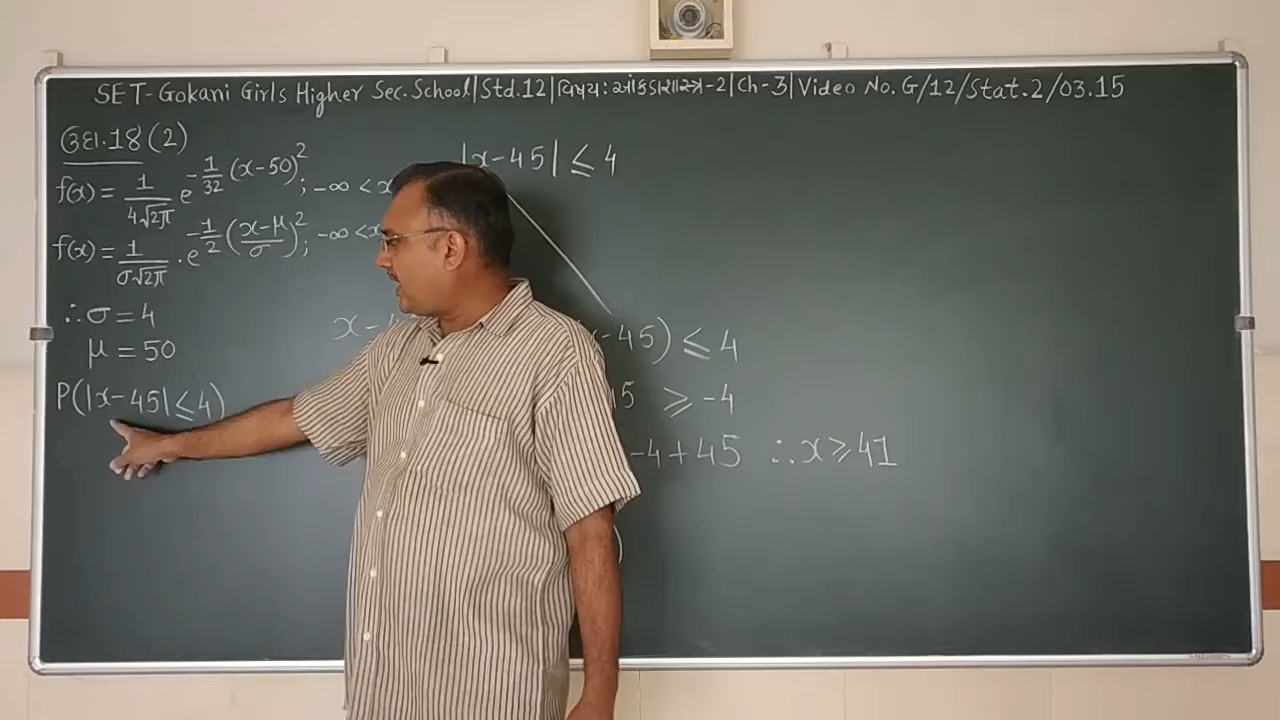 SET-Gokani Girls Higher Sec. School | Std.12 | વિષય: આંકડાશાસ્ત્ર-2 | Ch-3 | Video No. G/12/Stat.2/03.15
ઉદા.18 (2)
f(x) = 1/(4√2π) e^(-1/32 (x-50)^2) ; -∞ < x
f(x) = 1/(σ√2π) · e^(-1/2 ((x-μ)/σ)^2) ; -∞ < x
∴ σ = 4
μ = 50
P(|x-45| ≤ 4)
|x-45| ≤ 4
x-4
x-45) ≤ 4
45 ≥ -4
-4+45 ∴ x ≥ 41
)